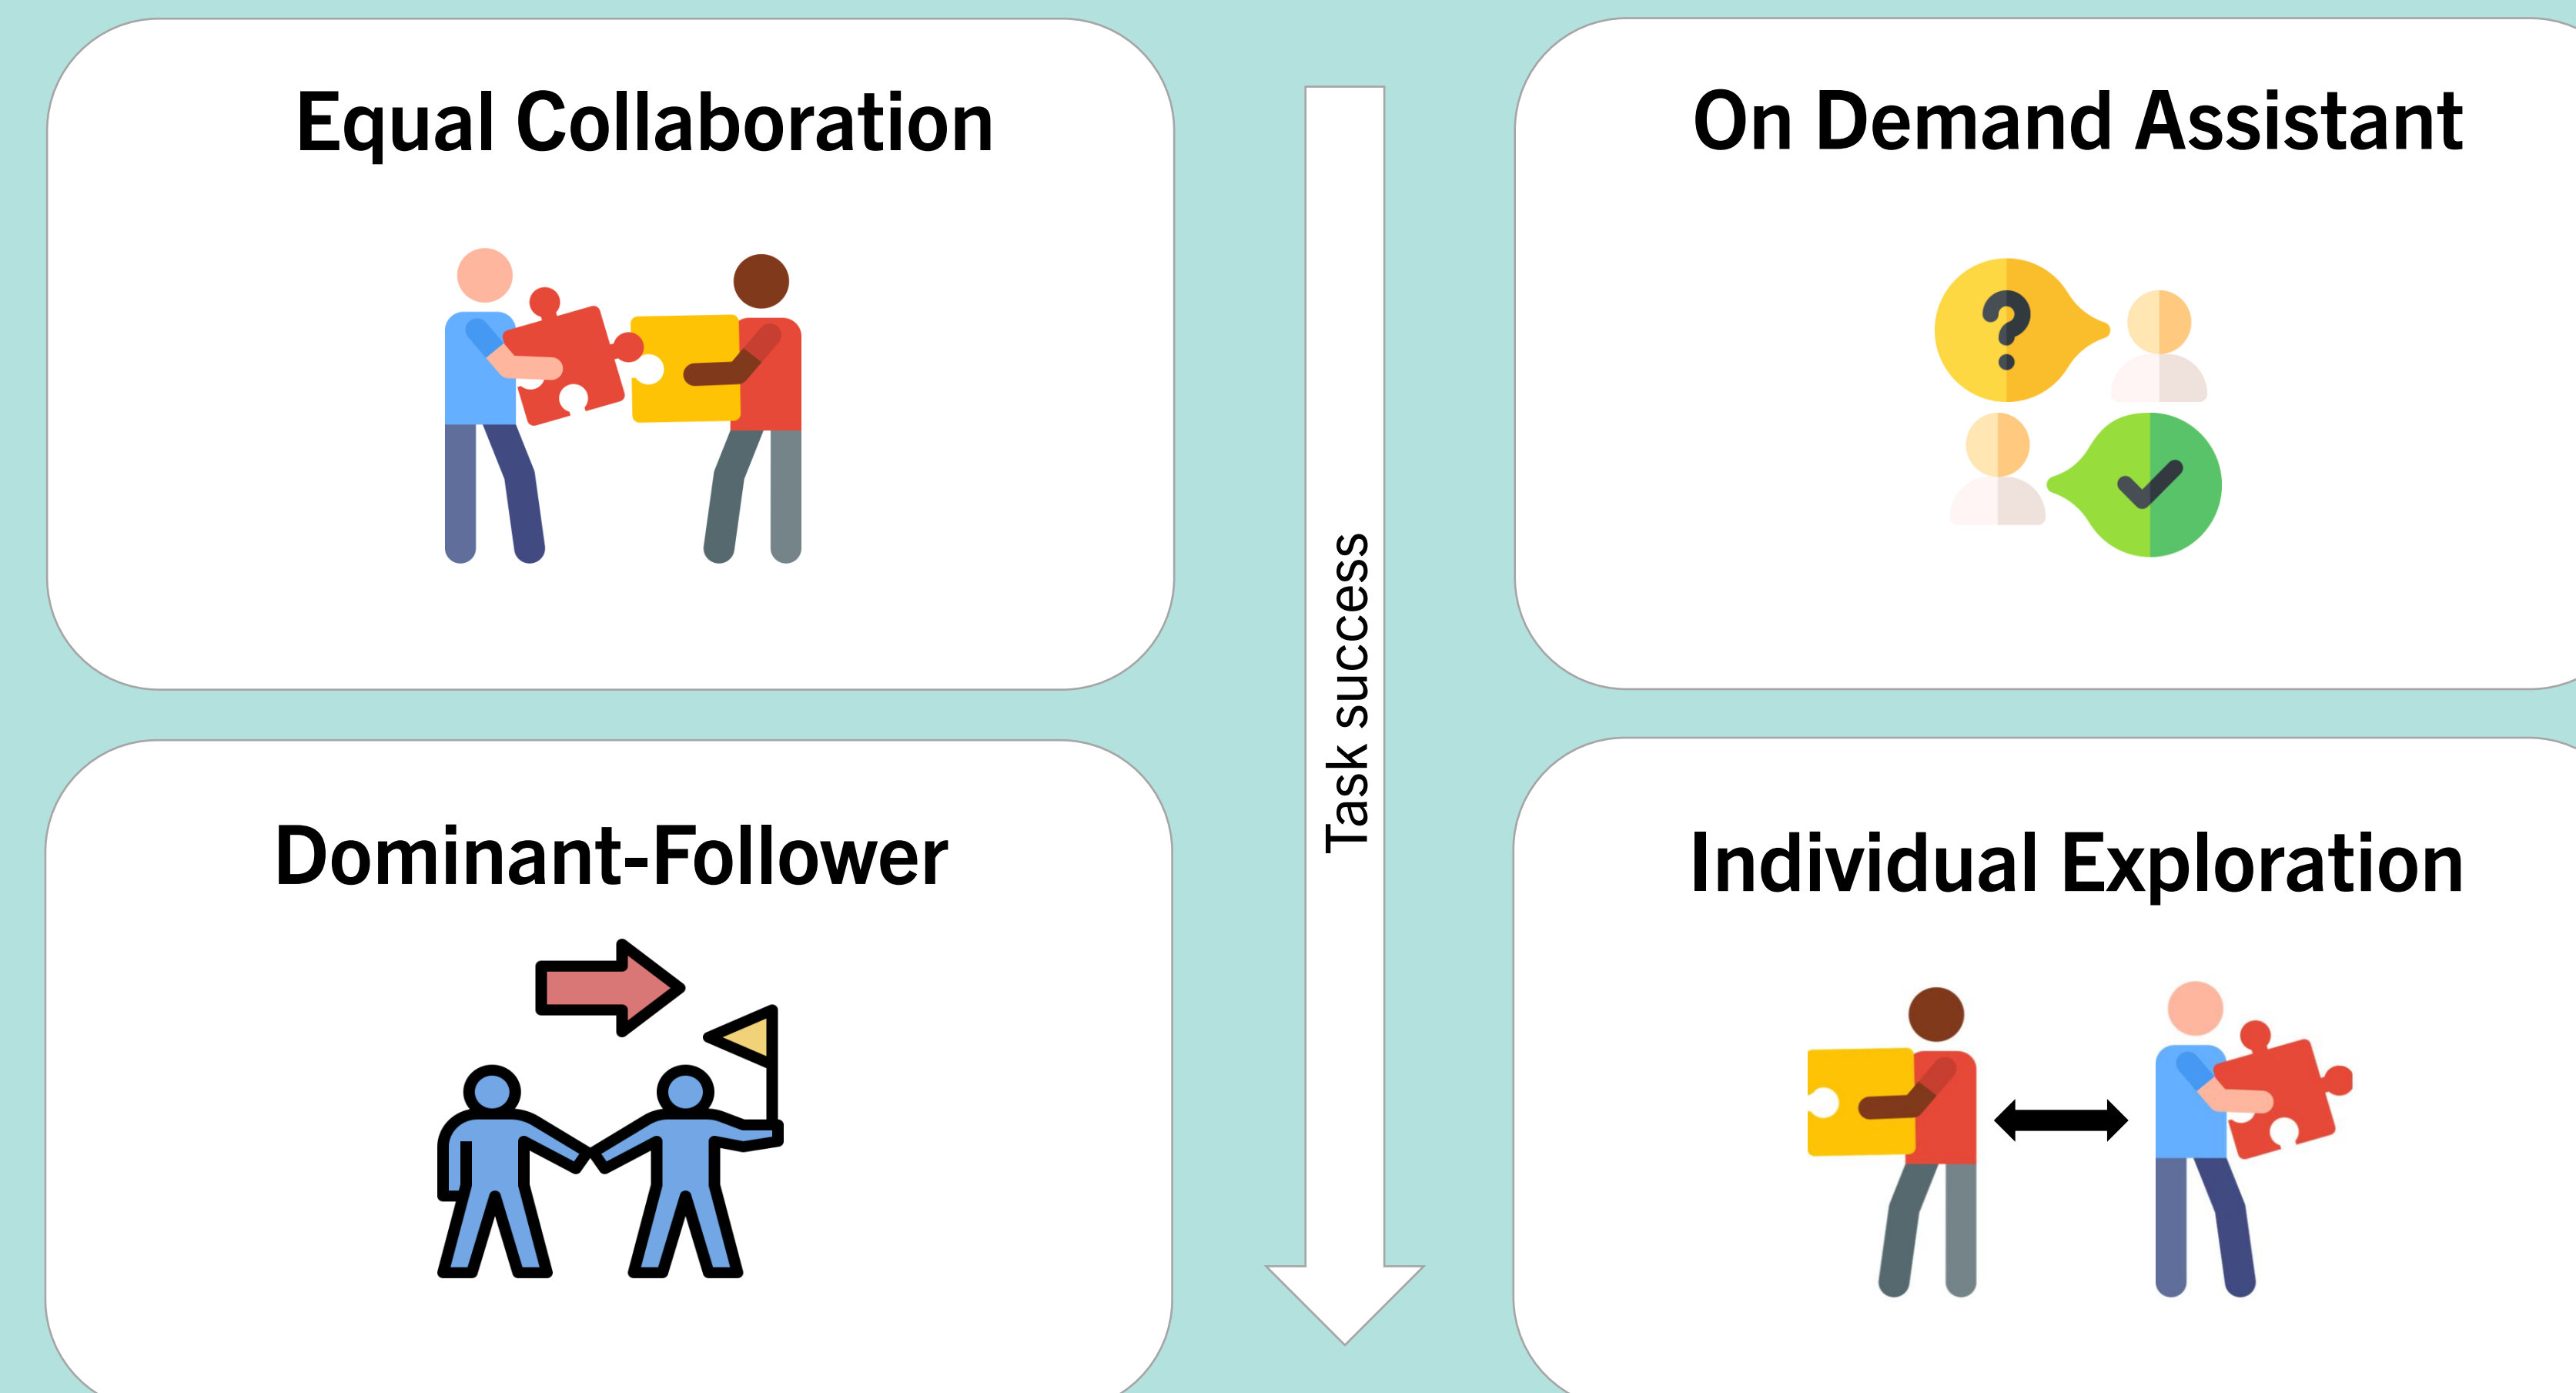 Equal Collaboration
On Demand Assistant
Task success
Dominant-Follower
Individual Exploration
?